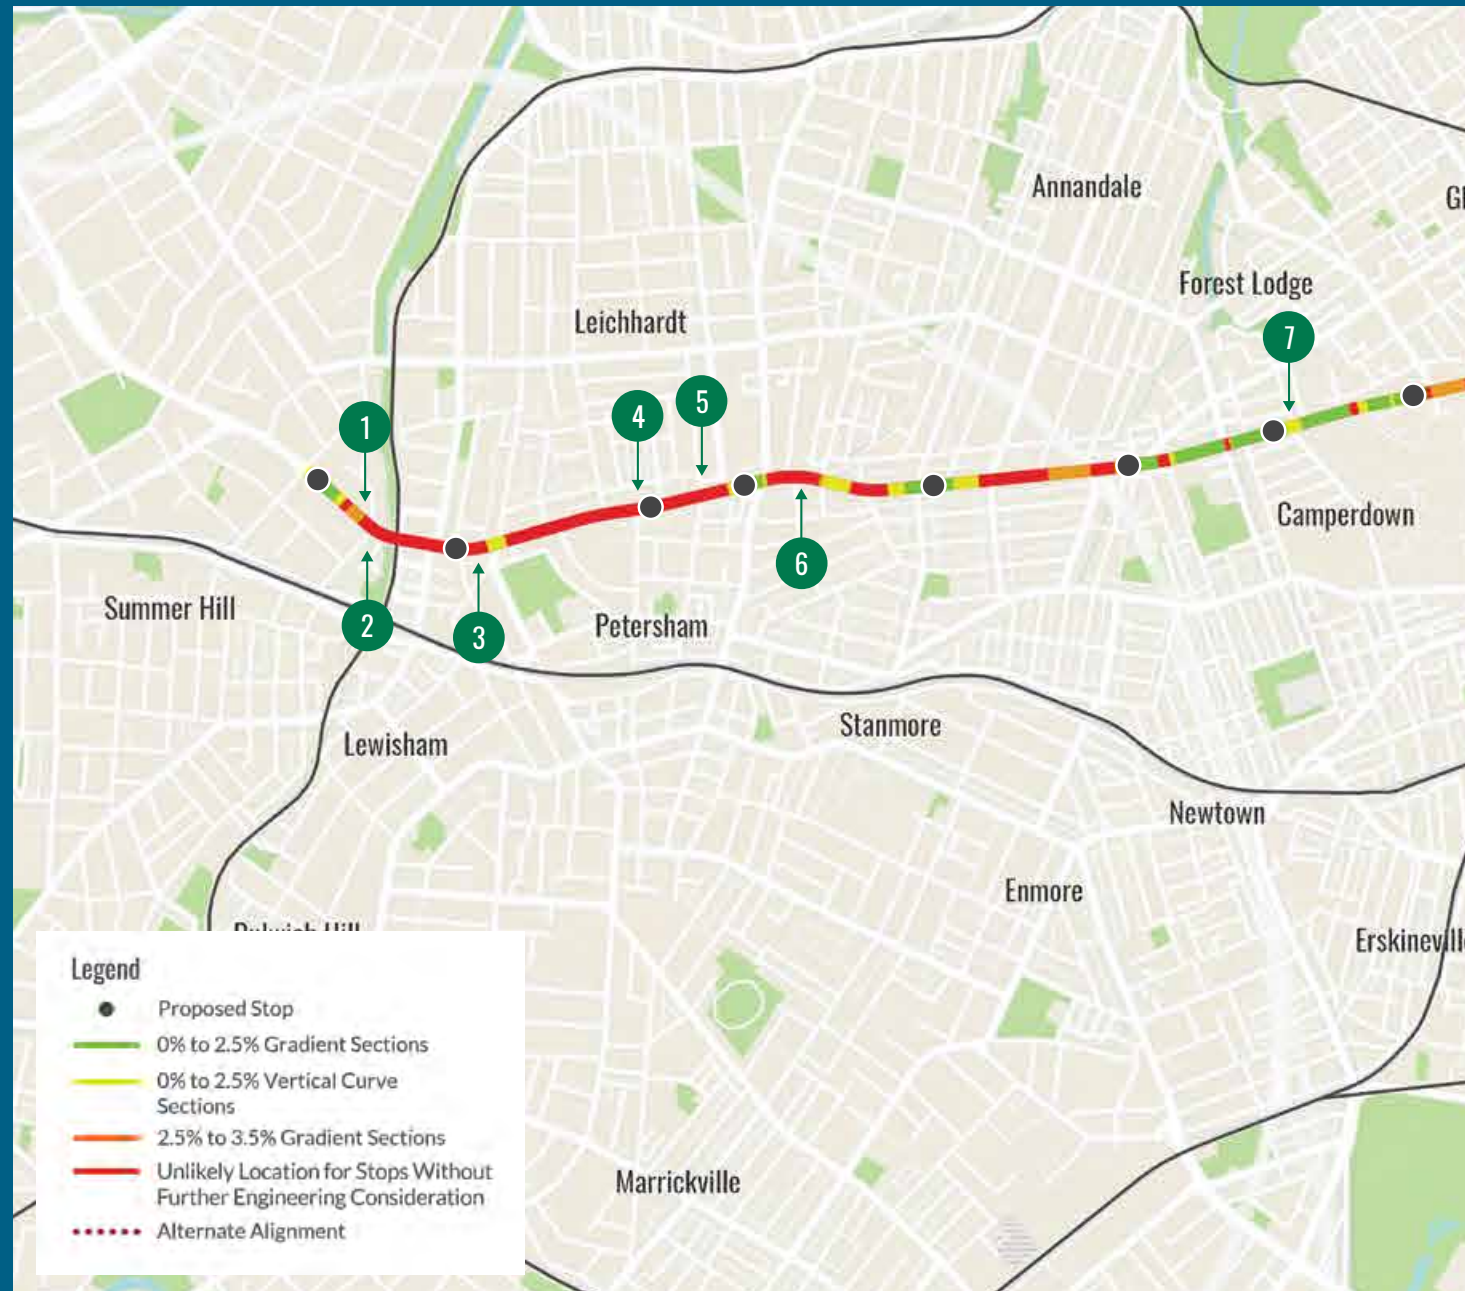 Annandale
Gl
Forest Lodge
7
Leichhardt
5
4
1
Camperdown
6
Summer Hill
2
3
Petersham
Stanmore
Lewisham
Newtown
Enmore
Erskinevill
Legend
Proposed Stop
0% to 2.5% Gradient Sections
0% to 2.5% Vertical Curve
Sections
2.5% to 3.5% Gradient Sections
Unlikely Location for Stops Without
Further Engineering Consideration
Alternate Alignment
Marrickville